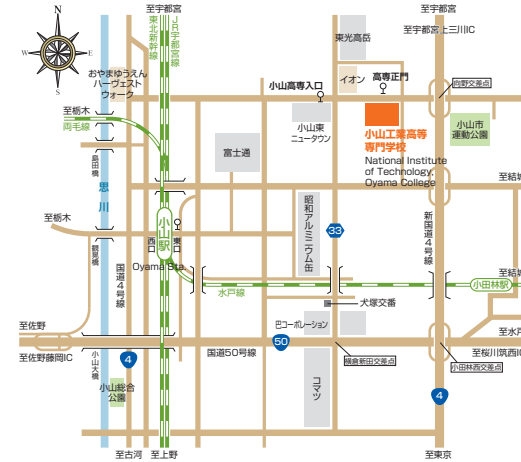 N
W
E
S
至宇都宮
JR宇都宮線
東北新幹線
至宇都宮
至宇都宮上三川IC
東光高岳
おやまゆうえん
ハーヴェスト
ウォーク
小山高専入口
イオン
高専正門
向野交差点
至栃木
両毛線
小山東
ニュータウン
小山工業高等
専門学校
National Institute
of Technology,
Oyama College
小山市
運動公園
富士通
島田橋
思川
至結城
至栃木
小山駅
西口
東口
Oyama Sta.
昭和アルミニウム缶
33
新国道4号線
観晃橋
国道4号線
至結城
小田林駅
水戸線
犬塚交番
至佐野
巴コーポレーション
至水戸
50
至佐野藤岡IC
国道50号線
横倉新田交差点
至桜川筑西IC
小田林西交差点
小山大橋
4
小山総合
公園
コマツ
4
至古河
至上野
至東京